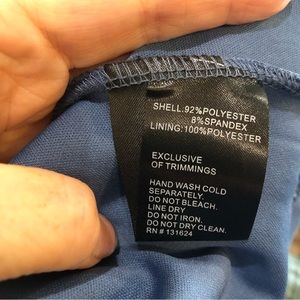 SHELL:92%POLYESTER
8%SPANDEX
LINING:100%POLYESTER
EXCLUSIVE
OF TRIMMINGS
HAND WASH COLD
SEPARATELY.
DO NOT BLEACH.
LINE DRY
DO NOT IRON.
DO NOT DRY CLEAN.
RN # 131624